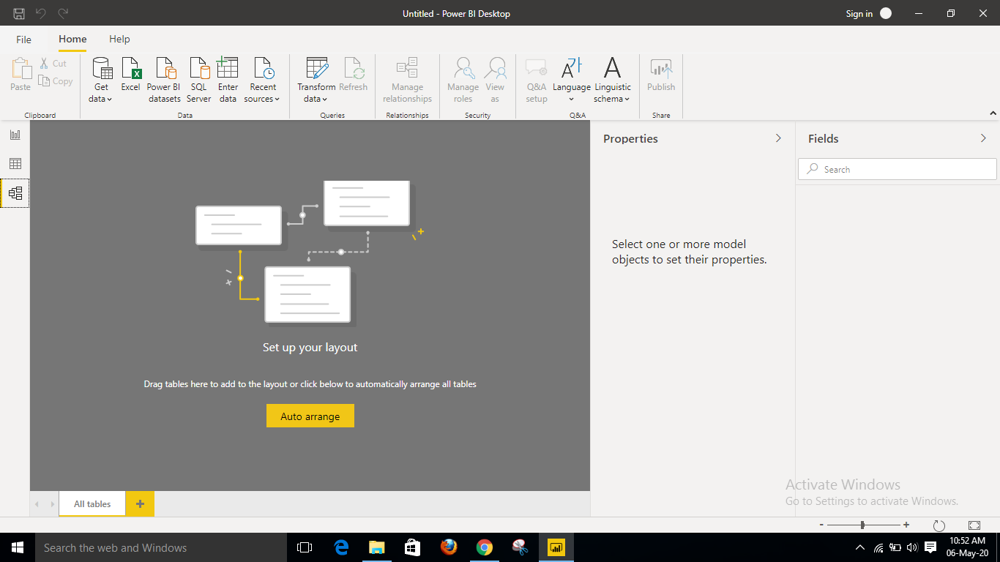 Untitled - Power BI Desktop
Sign in
File
Home
Help
Paste
Cut
Copy
Get data
Excel
Power BI datasets
SQL Server
Enter data
Recent sources
Transform data
Refresh
Manage relationships
Manage roles
View as
Q&A setup
Language
Linguistic schema
Publish
Clipboard
Data
Queries
Relationships
Security
Q&A
Share
Properties
Fields
Search
Select one or more model
objects to set their properties.
Set up your layout
Drag tables here to add to the layout or click below to automatically arrange all tables
Auto arrange
All tables
Activate Windows
Go to Settings to activate Windows.
Search the web and Windows
10:52 AM
06-May-20